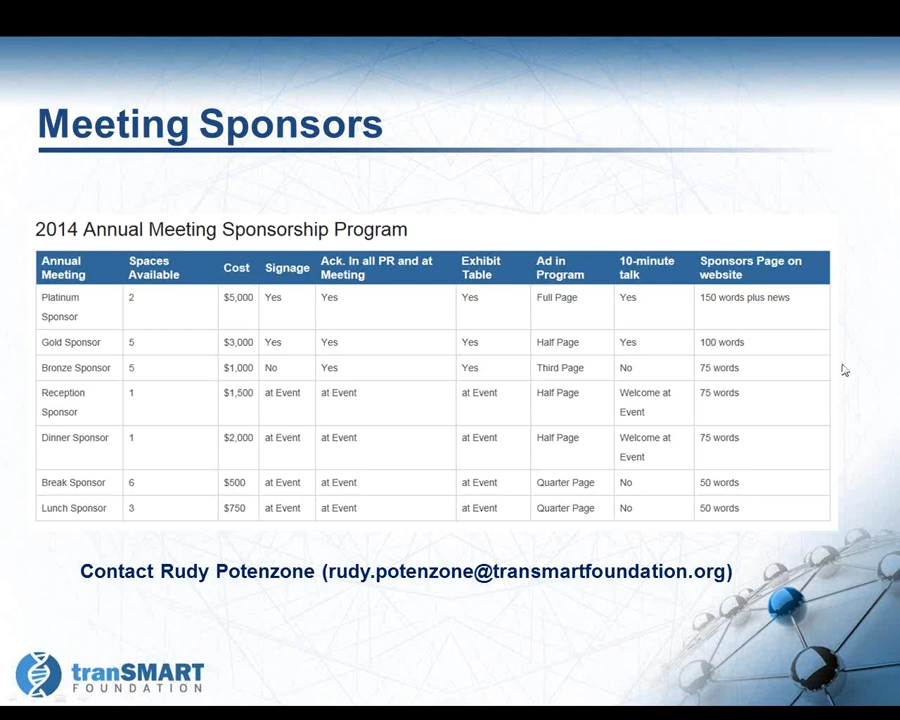 Meeting Sponsors
2014 Annual Meeting Sponsorship Program
Annual Meeting Spaces Available Cost Signage Ack. In all PR and at Meeting Exhibit Table Ad in Program 10-minute talk Sponsors Page on website
Platinum Sponsor 2 $5,000 Yes Yes Yes Full Page Yes 150 words plus news
Gold Sponsor 5 $3,000 Yes Yes Yes Half Page Yes 100 words
Bronze Sponsor 5 $1,000 No Yes Yes Third Page No 75 words
Reception Sponsor 1 $1,500 at Event at Event at Event Half Page Welcome at Event 75 words
Dinner Sponsor 1 $2,000 at Event at Event at Event Half Page Welcome at Event 75 words
Break Sponsor 6 $500 at Event at Event at Event Quarter Page No 50 words
Lunch Sponsor 3 $750 at Event at Event at Event Quarter Page No 50 words
Contact Rudy Potenzone (rudy.potenzone@transmartfoundation.org)
tranSMART
FOUNDATION